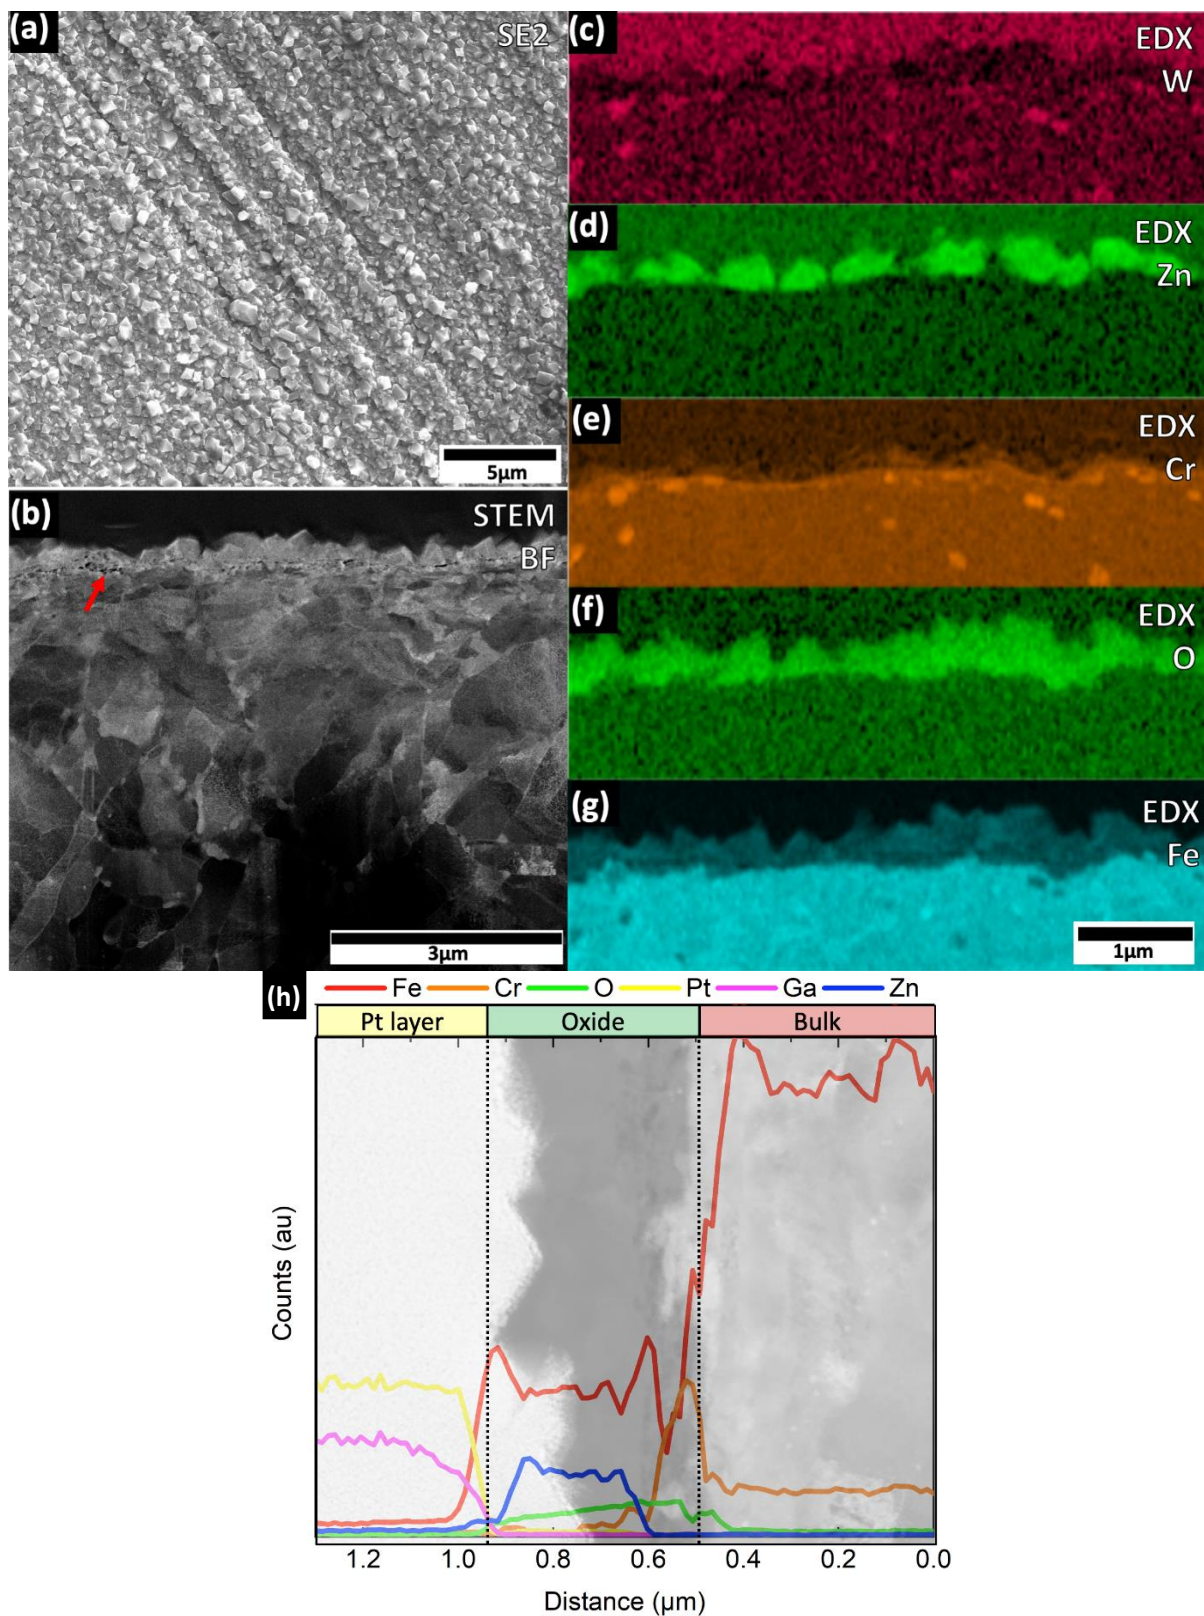 (a)
SE2
5μm
(b)
STEM
BF
3μm
(c)
EDX
W
(d)
EDX
Zn
(e)
EDX
Cr
(f)
EDX
O
(g)
EDX
Fe
1μm
(h)
Fe Cr O Pt Ga Zn
Pt layer Oxide Bulk
Counts (au)
1.2 1.0 0.8 0.6 0.4 0.2 0.0
Distance (μm)